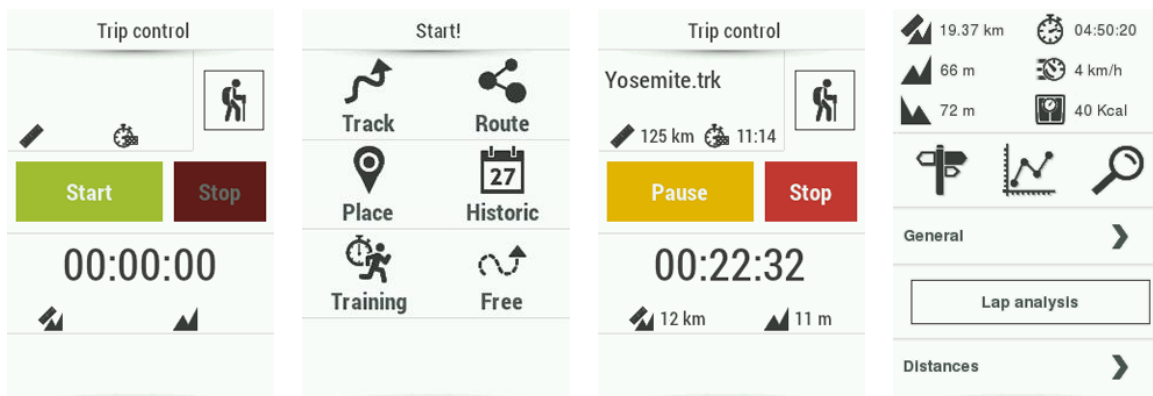 Trip control
Start
Stop
00:00:00
Start!
Track
Route
Place
27
Historic
Training
Free
Trip control
Yosemite.trk
125 km
11:14
Pause
Stop
00:22:32
12 km
11 m
19.37 km
04:50:20
66 m
4 km/h
72 m
40 Kcal
General
Lap analysis
Distances